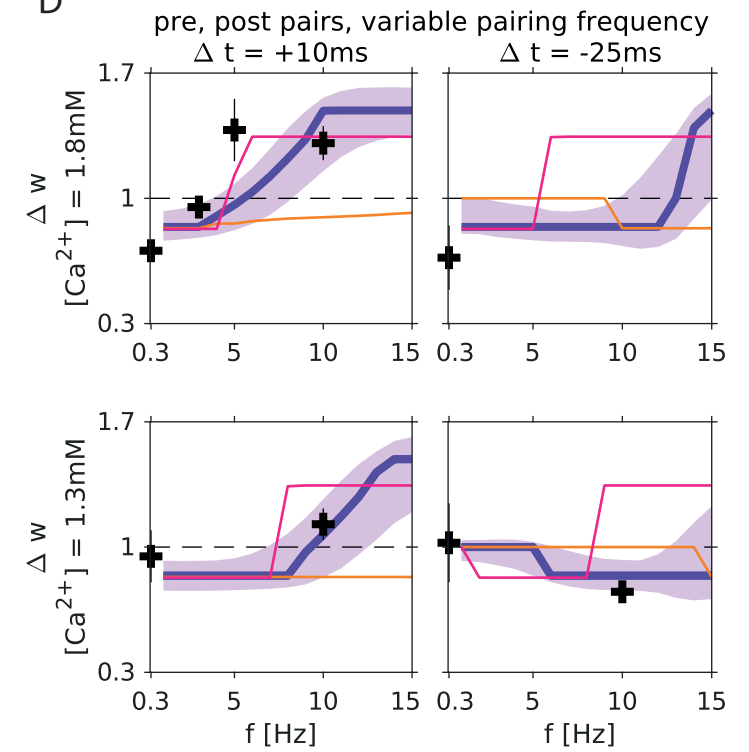 D
pre, post pairs, variable pairing frequency
Δ t = +10ms
Δ t = -25ms
Δ w
[Ca²⁺] = 1.8mM
1.7
1
0.3
0.3 5 10 15
0.3 5 10 15
Δ w
[Ca²⁺] = 1.3mM
1.7
1
0.3
0.3 5 10 15
0.3 5 10 15
f [Hz]
f [Hz]